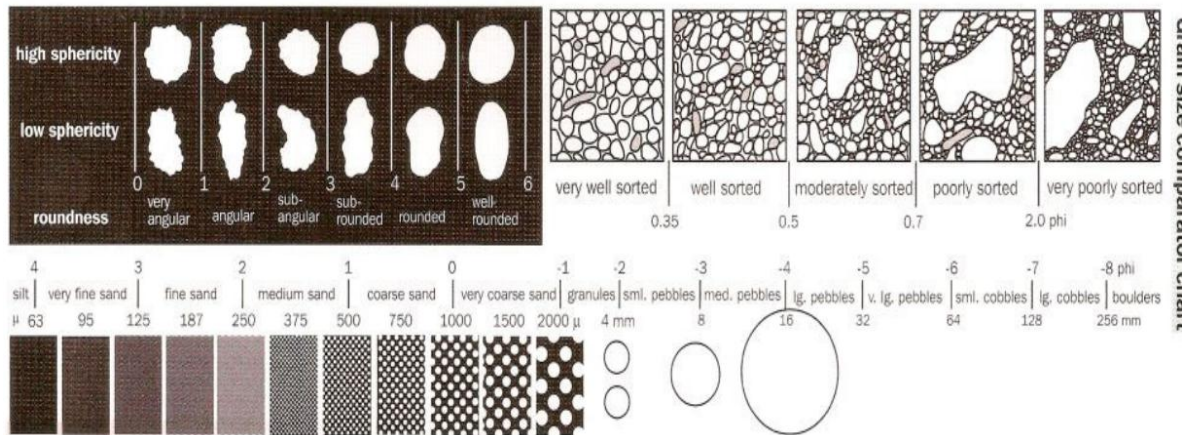 high sphericity
low sphericity
0 1 2 3 4 5 6
roundness
very angular
angular
sub-angular
sub-rounded
rounded
well-rounded
very well sorted
well sorted
moderately sorted
poorly sorted
very poorly sorted
0.35 0.5 0.7 2.0 phi
Grain size comparator chart
4 3 2 1 0 -1 -2 -3 -4 -5 -6 -7 -8 phi
silt very fine sand fine sand medium sand coarse sand very coarse sand granules sml. pebbles med. pebbles lg. pebbles v. lg. pebbles sml. cobbles lg. cobbles boulders
μ 63 95 125 187 250 375 500 750 1000 1500 2000 μ 4 mm 8 16 32 64 128 256 mm